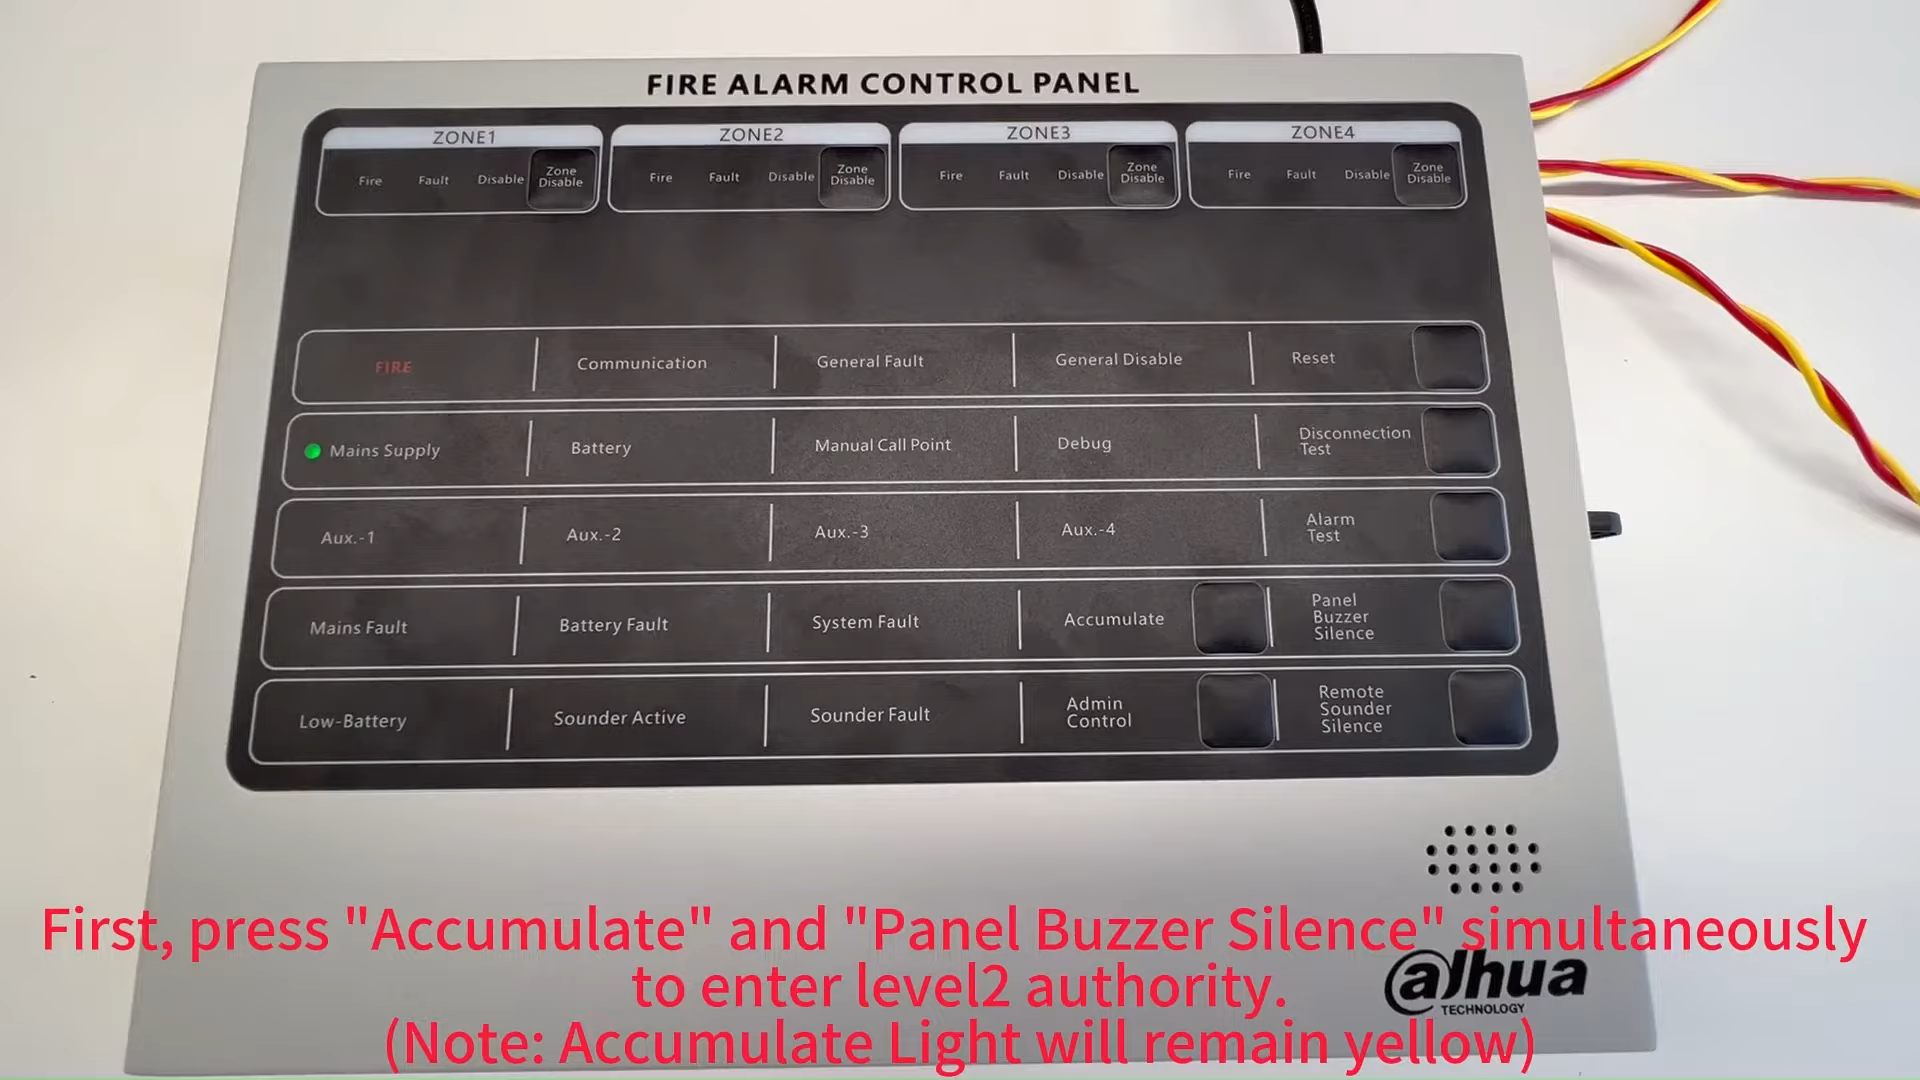 FIRE ALARM CONTROL PANEL
ZONE1
Fire
Fault
Disable
Zone
Disable
ZONE2
Fire
Fault
Disable
Zone
Disable
ZONE3
Fire
Fault
Disable
Zone
Disable
ZONE4
Fire
Fault
Disable
Zone
Disable
FIRE
Communication
General Fault
General Disable
Reset
Mains Supply
Battery
Manual Call Point
Debug
Disconnection
Test
Aux.-1
Aux.-2
Aux.-3
Aux.-4
Alarm
Test
Mains Fault
Battery Fault
System Fault
Accumulate
Panel
Buzzer
Silence
Low-Battery
Sounder Active
Sounder Fault
Admin
Control
Remote
Sounder
Silence
First, press "Accumulate" and "Panel Buzzer Silence" simultaneously
to enter level2 authority.
(Note: Accumulate Light will remain yellow)
alhua
TECHNOLOGY